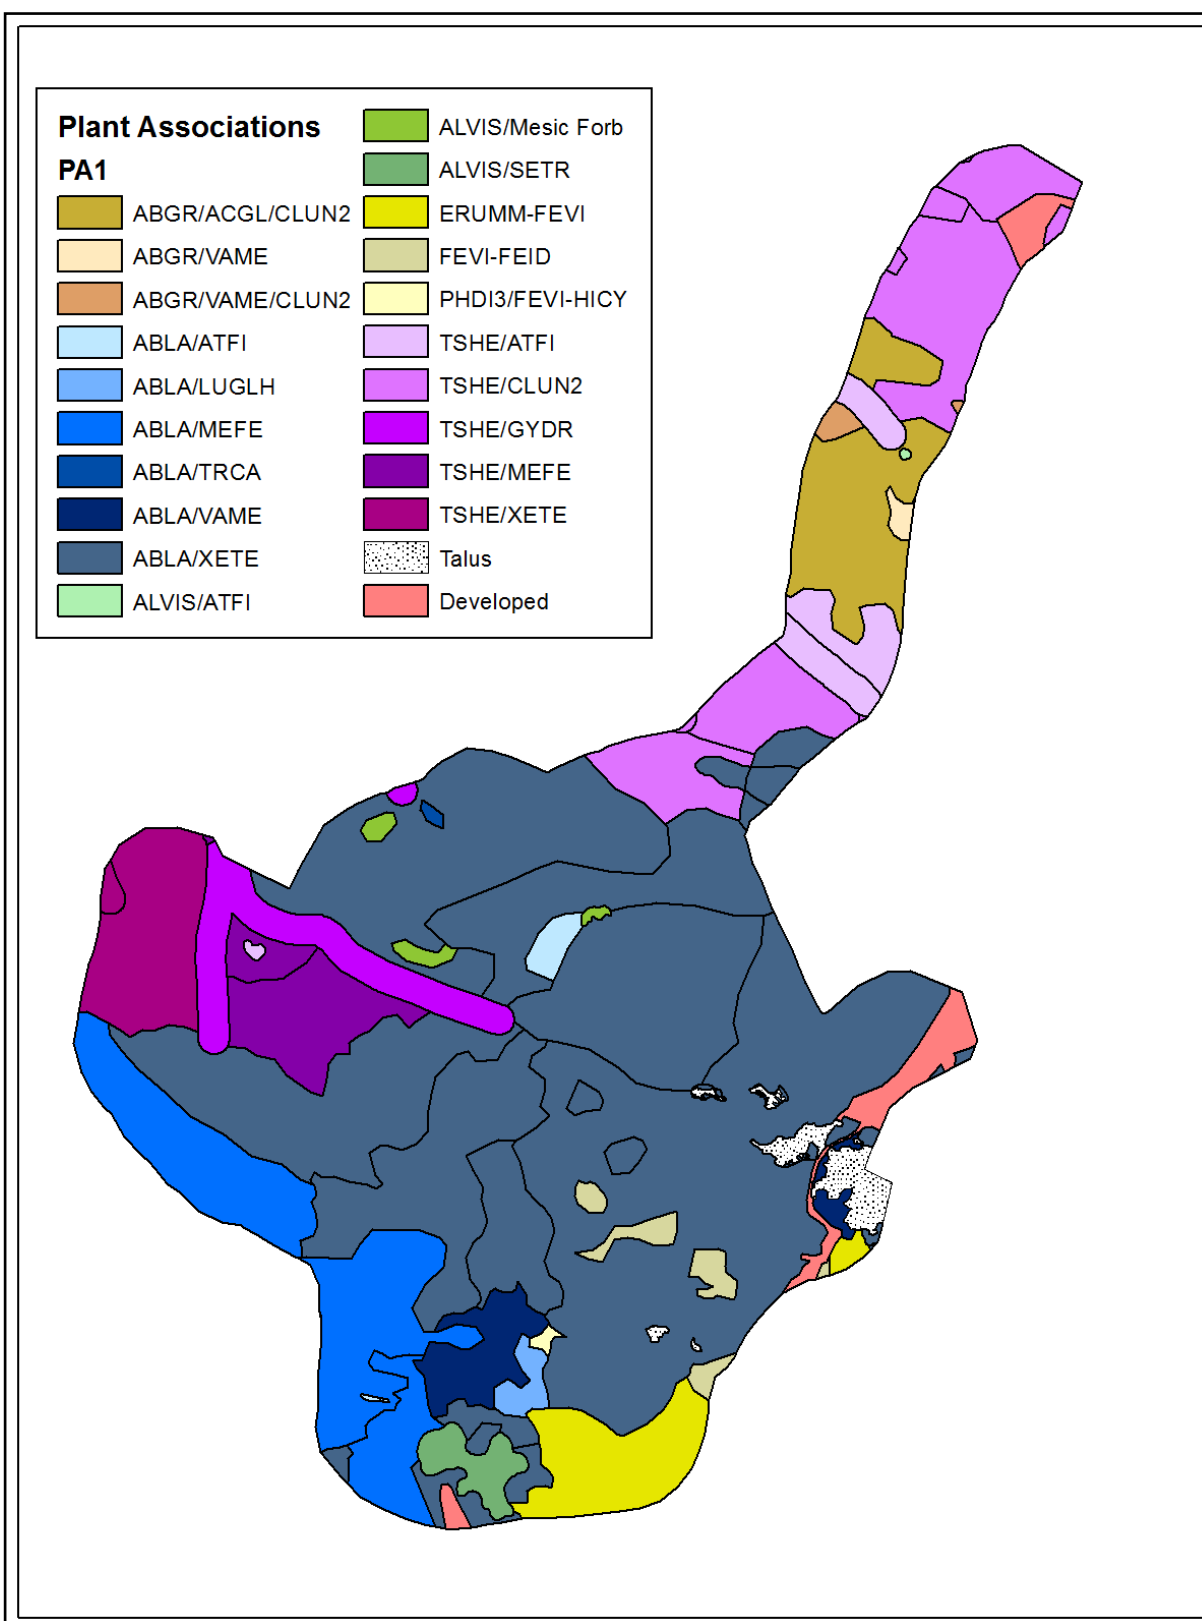 Plant Associations
PA1
ABGR/ACGL/CLUN2
ABGR/VAME
ABGR/VAME/CLUN2
ABLA/ATFI
ABLA/LUGLH
ABLA/MEFE
ABLA/TRCA
ABLA/VAME
ABLA/XETE
ALVIS/ATFI
ALVIS/Mesic Forb
ALVIS/SETR
ERUMM-FEVI
FEVI-FEID
PHDI3/FEVI-HICY
TSHE/ATFI
TSHE/CLUN2
TSHE/GYDR
TSHE/MEFE
TSHE/XETE
Talus
Developed